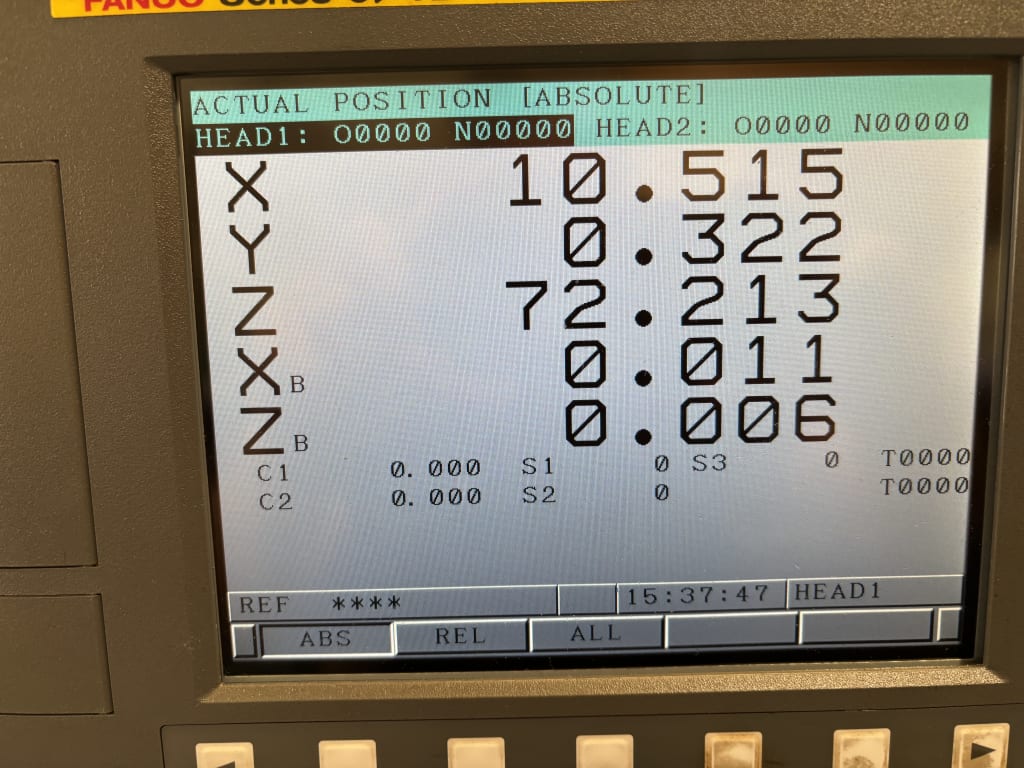 FANUC Series
ACTUAL POSITION [ABSOLUTE]
HEAD1: O0000 N00000 HEAD2: O0000 N00000
X 10.515
Y 0.322
Z 72.213
XB 0.011
ZB 0.006
C1 0.000 S1 0 S3 0 T0000
C2 0.000 S2 0 T0000
REF **** 15:37:47 HEAD1
ABS REL ALL